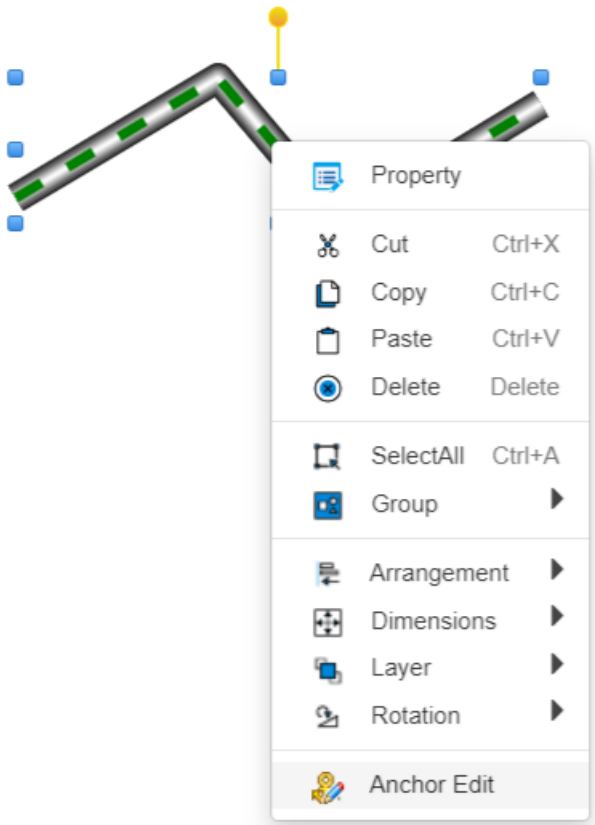 Property
Cut Ctrl+X
Copy Ctrl+C
Paste Ctrl+V
Delete Delete
SelectAll Ctrl+A
Group
Arrangement
Dimensions
Layer
Rotation
Anchor Edit